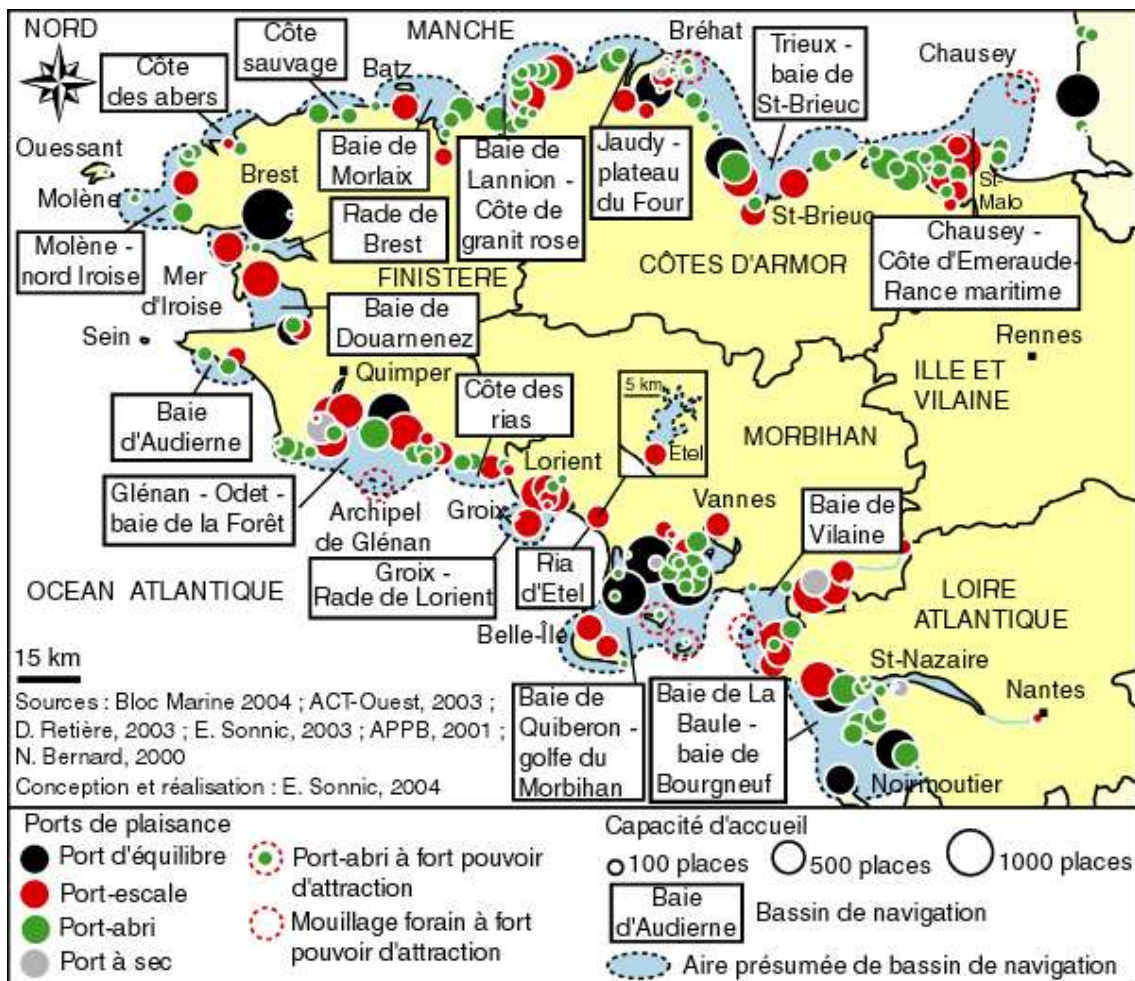 NORD
MANCHE
Bréhat
Chausey
Côte
sauvage
Trieux -
baie de
St-Brieuc
Côte
des abers
Batz
Ouessant
Molène
Brest
Baie de
Morlaix
Baie de
Lannion -
Côte de
granit rose
Jaudy -
plateau
du Four
St-Brieuc
St-
Malo
Molène -
nord Iroise
Rade de
Brest
Chausey -
Côte d'Emeraude-
Rance maritime
Mer
d'Iroise
FINISTERE
CÔTES D'ARMOR
Sein
Baie de
Douarnenez
Rennes
Quimper
Côte des
rias
5 km
Etel
ILLE ET
VILAINE
Baie
d'Audierne
MORBIHAN
Lorient
Vannes
Baie de
Vilaine
Glénan - Odet -
baie de la Forêt
Archipel
de Glénan
Groix
OCEAN ATLANTIQUE
Groix -
Rade de Lorient
Ria
d'Etel
LOIRE
ATLANTIQUE
Belle-Île
St-Nazaire
Nantes
15 km
Baie de
Quiberon -
golfe du
Morbihan
Baie de La
Baule -
baie de
Bourgneuf
Noirmoutier
Sources : Bloc Marine 2004 ; ACT-Ouest, 2003 ;
D. Retière, 2003 ; E. Sonnic, 2003 ; APPB, 2001 ;
N. Bernard, 2000
Conception et réalisation : E. Sonnic, 2004
Ports de plaisance
Port d'équilibre
Port-escale
Port-abri
Port à sec
Port-abri à fort pouvoir
d'attraction
Mouillage forain à fort
pouvoir d'attraction
Capacité d'accueil
100 places
500 places
1000 places
Baie
d'Audierne
Bassin de navigation
Aire présumée de bassin de navigation